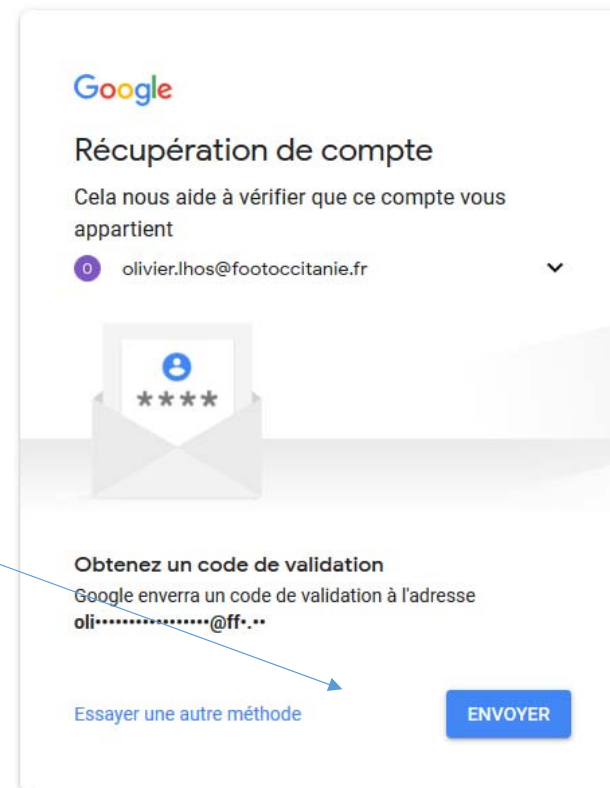 Google
Récupération de compte
Cela nous aide à vérifier que ce compte vous
appartient
O olivier.lhos@footoccitanie.fr
****
Obtenez un code de validation
Google enverra un code de validation à l'adresse
oli•••••••••••••••••@ff•.••
Essayer une autre méthode
ENVOYER